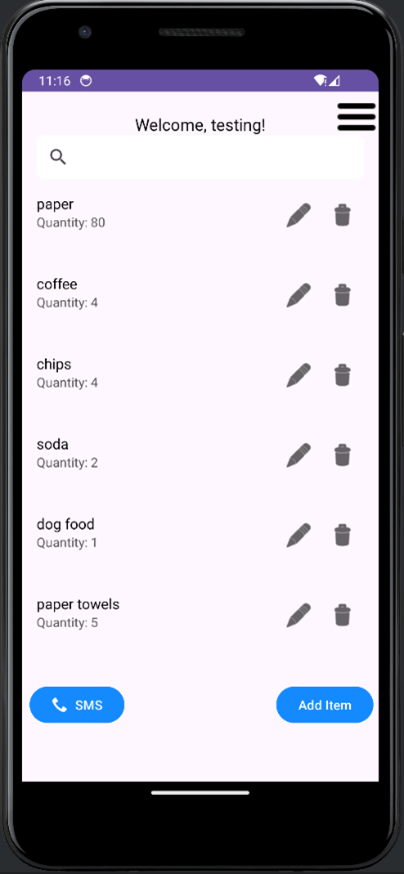 11:16
Welcome, testing!
paper
Quantity: 80
coffee
Quantity: 4
chips
Quantity: 4
soda
Quantity: 2
dog food
Quantity: 1
paper towels
Quantity: 5
SMS
Add Item